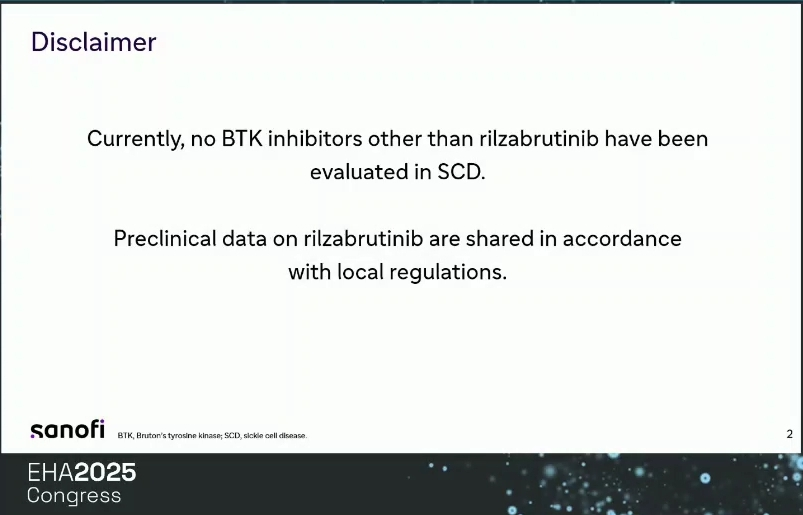 Disclaimer
Currently, no BTK inhibitors other than rilzabrutinib have been
evaluated in SCD.
Preclinical data on rilzabrutinib are shared in accordance
with local regulations.
sanofi
BTK, Bruton's tyrosine kinase; SCD, sickle cell disease.
2
EHA2025
Congress